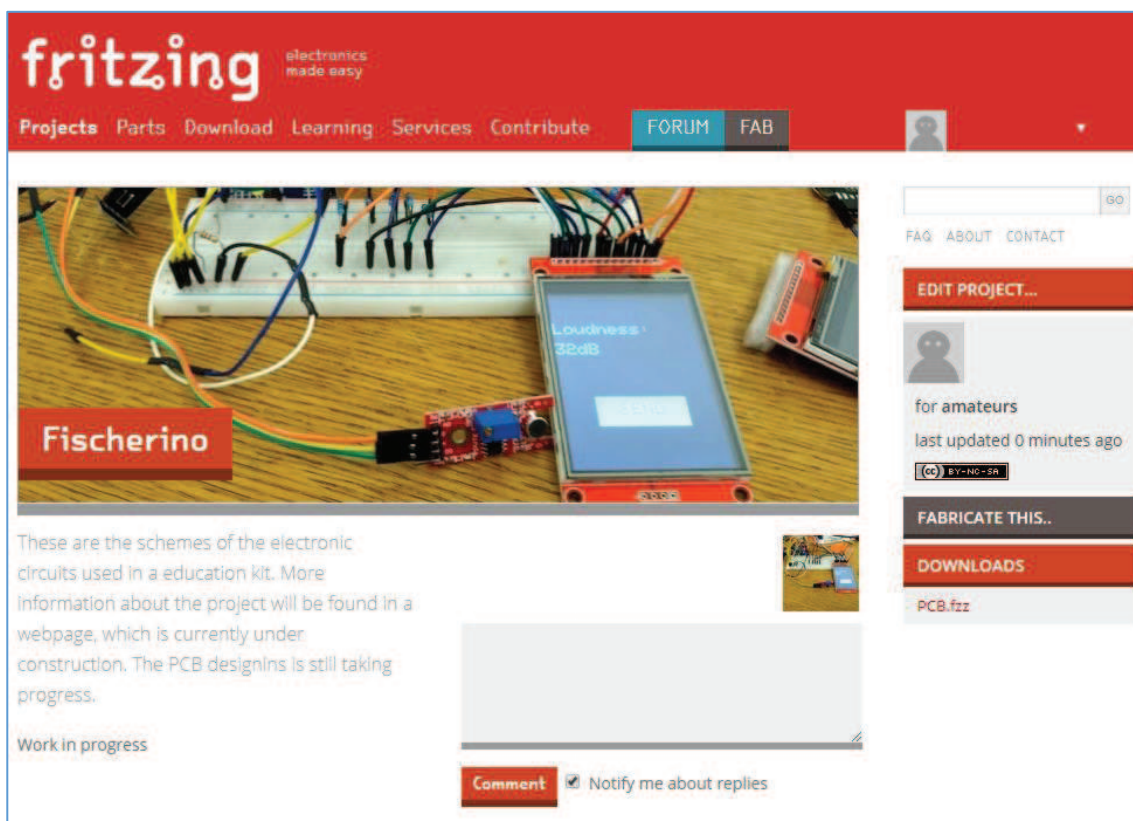 fritzing
electronics
made easy
Projects Parts Download Learning Services Contribute FORUM FAB
GO
FAQ ABOUT CONTACT
EDIT PROJECT...
Loudness:
32dB
SEND
Fischerino
for amateurs
last updated 0 minutes ago
(cc) BY-NC-SA
FABRICATE THIS..
DOWNLOADS
PCB.fzz
These are the schemes of the electronic
circuits used in a education kit. More
information about the project will be found in a
webpage, which is currently under
construction. The PCB designins is still taking
progress.
Work in progress
Comment Notify me about replies